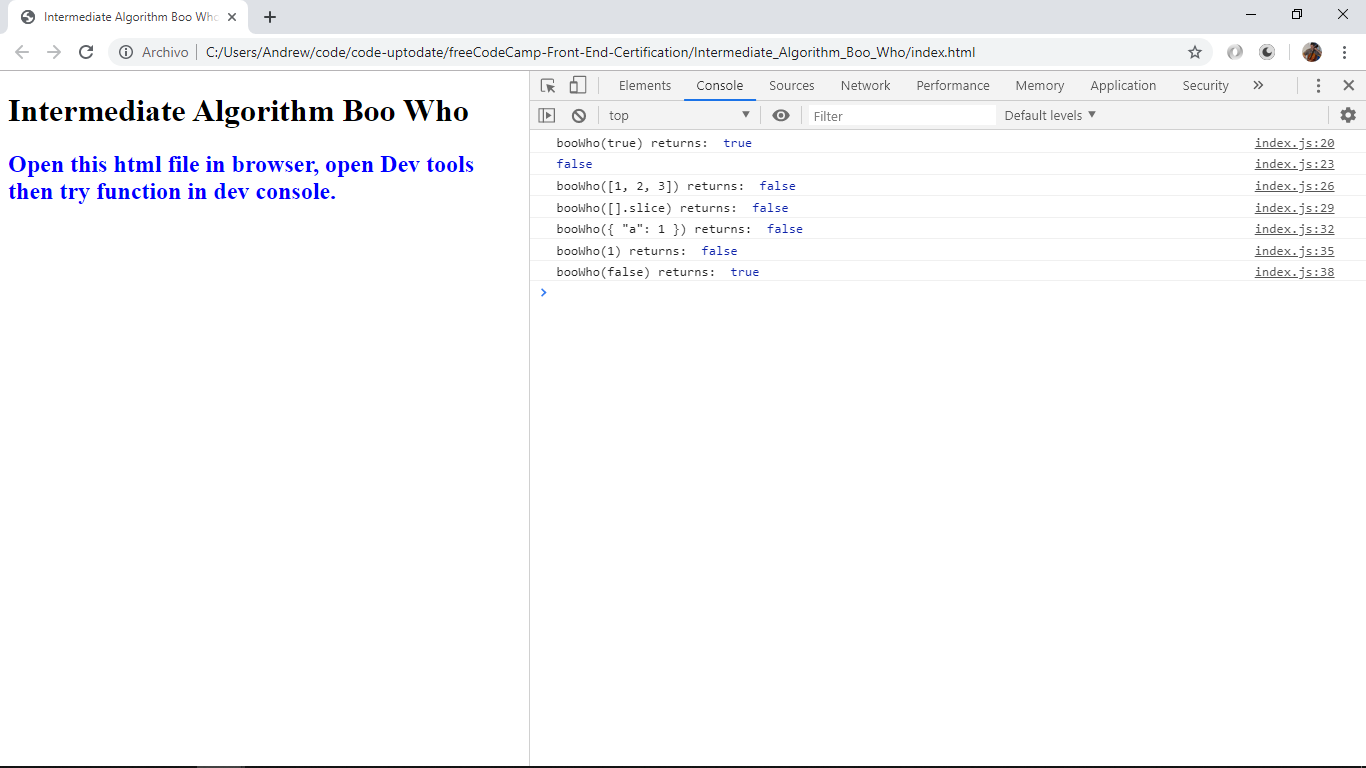 Intermediate Algorithm Boo Who
Archivo
C:/Users/Andrew/code/code-uptodate/freeCodeCamp-Front-End-Certification/Intermediate_Algorithm_Boo_Who/index.html
Intermediate Algorithm Boo Who
Open this html file in browser, open Dev tools
then try function in dev console.
Elements Console Sources Network Performance Memory Application Security
top Filter Default levels
booWho(true) returns: true index.js:20
false index.js:23
booWho([1, 2, 3]) returns: false index.js:26
booWho([].slice) returns: false index.js:29
booWho({ "a": 1 }) returns: false index.js:32
booWho(1) returns: false index.js:35
booWho(false) returns: true index.js:38